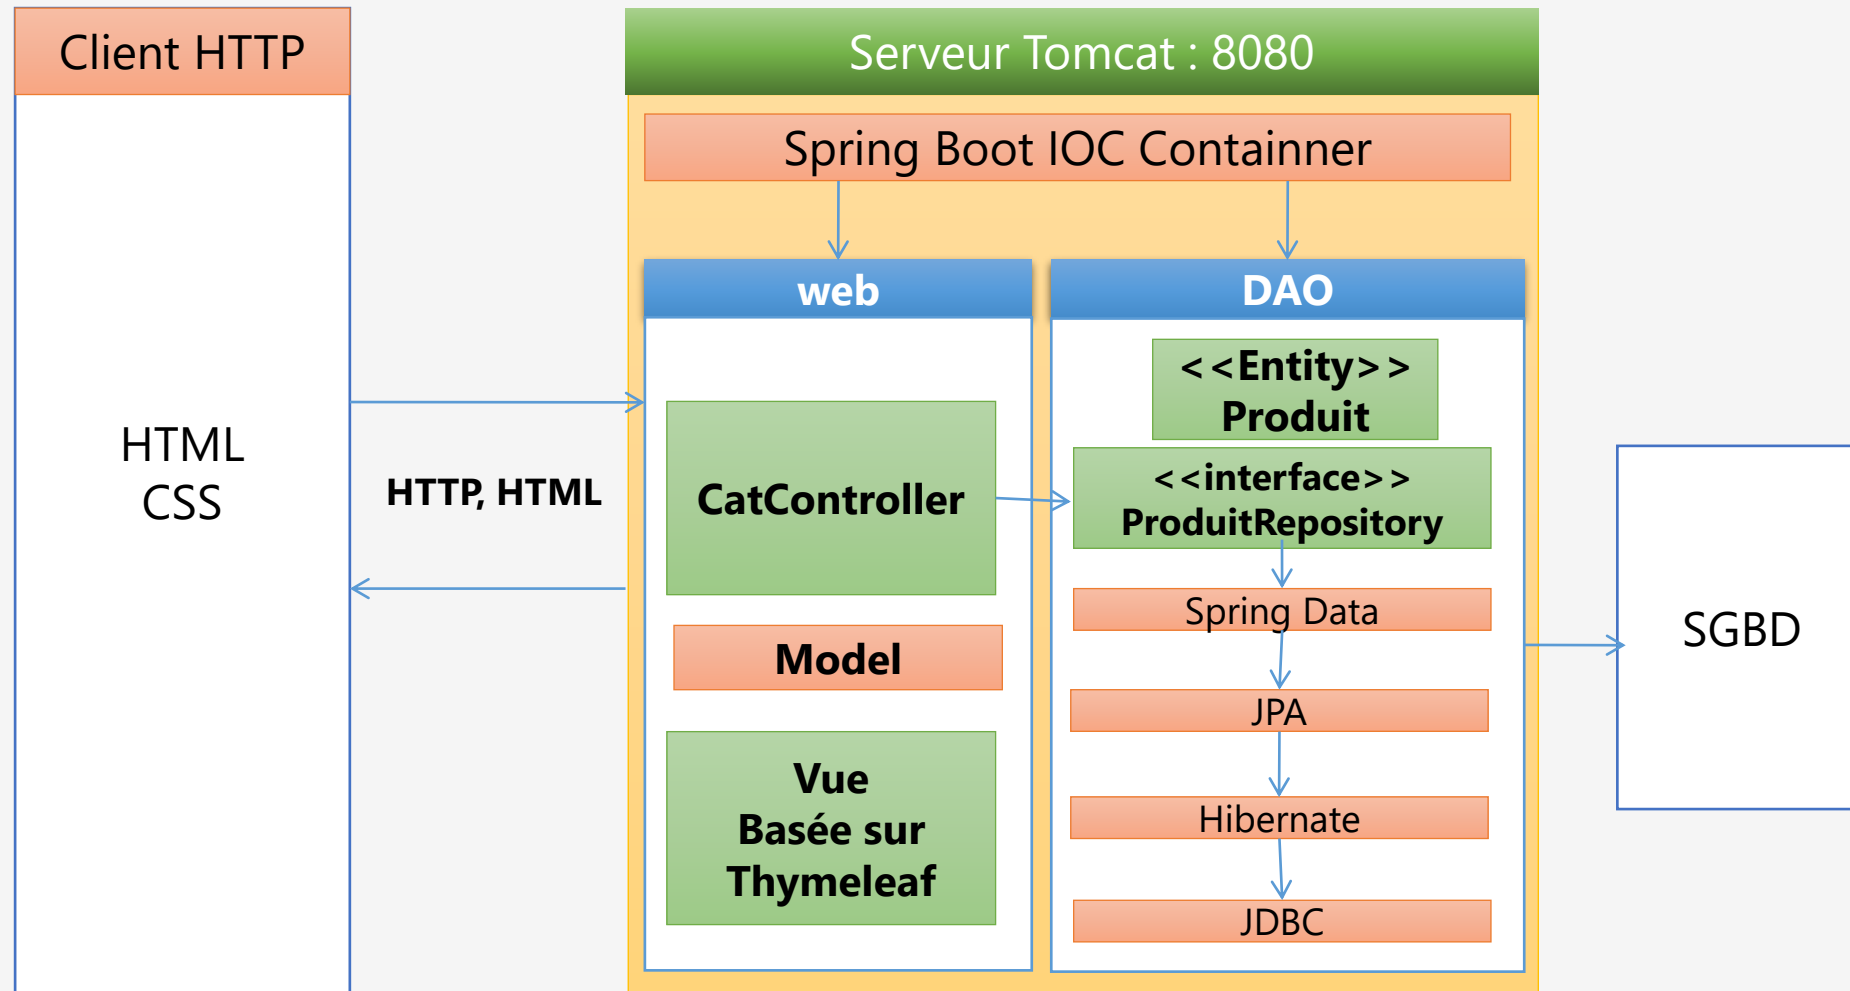 Client HTTP
HTML
CSS
HTTP, HTML
Serveur Tomcat : 8080
Spring Boot IOC Containner
web
CatController
Model
Vue
Basée sur
Thymeleaf
DAO
<<Entity>>
Produit
<<interface>>
ProduitRepository
Spring Data
JPA
Hibernate
JDBC
SGBD